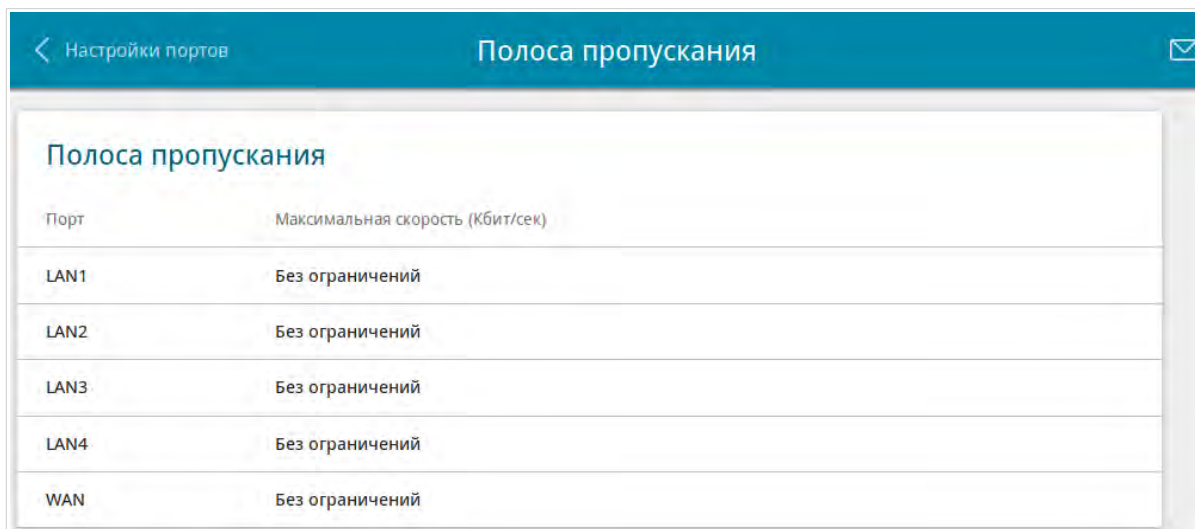 Настройки портов Полоса пропускания
Полоса пропускания
Порт Максимальная скорость (Кбит/сек)
LAN1 Без ограничений
LAN2 Без ограничений
LAN3 Без ограничений
LAN4 Без ограничений
WAN Без ограничений